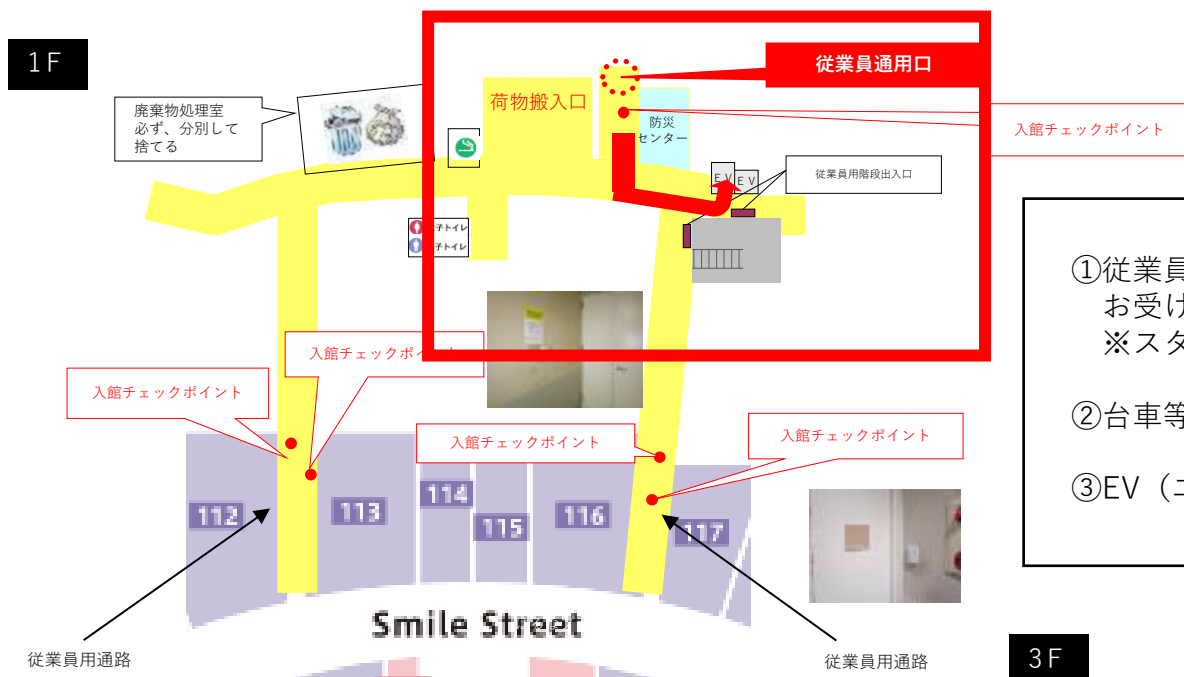 1F
従業員通用口
荷物搬入口
廃棄物処理室
必ず、分別して
捨てる
防災
センター
入館チェックポイント
EV EV
従業員用階段出入口
子トイレ
子トイレ
①従業員
お受け
※スタ
入館チェックポイント
入館チェックポイント
②台車等
入館チェックポイント
入館チェックポイント
③EV（エ
112
113
114
115
116
117
Smile Street
従業員用通路
従業員用通路
3F